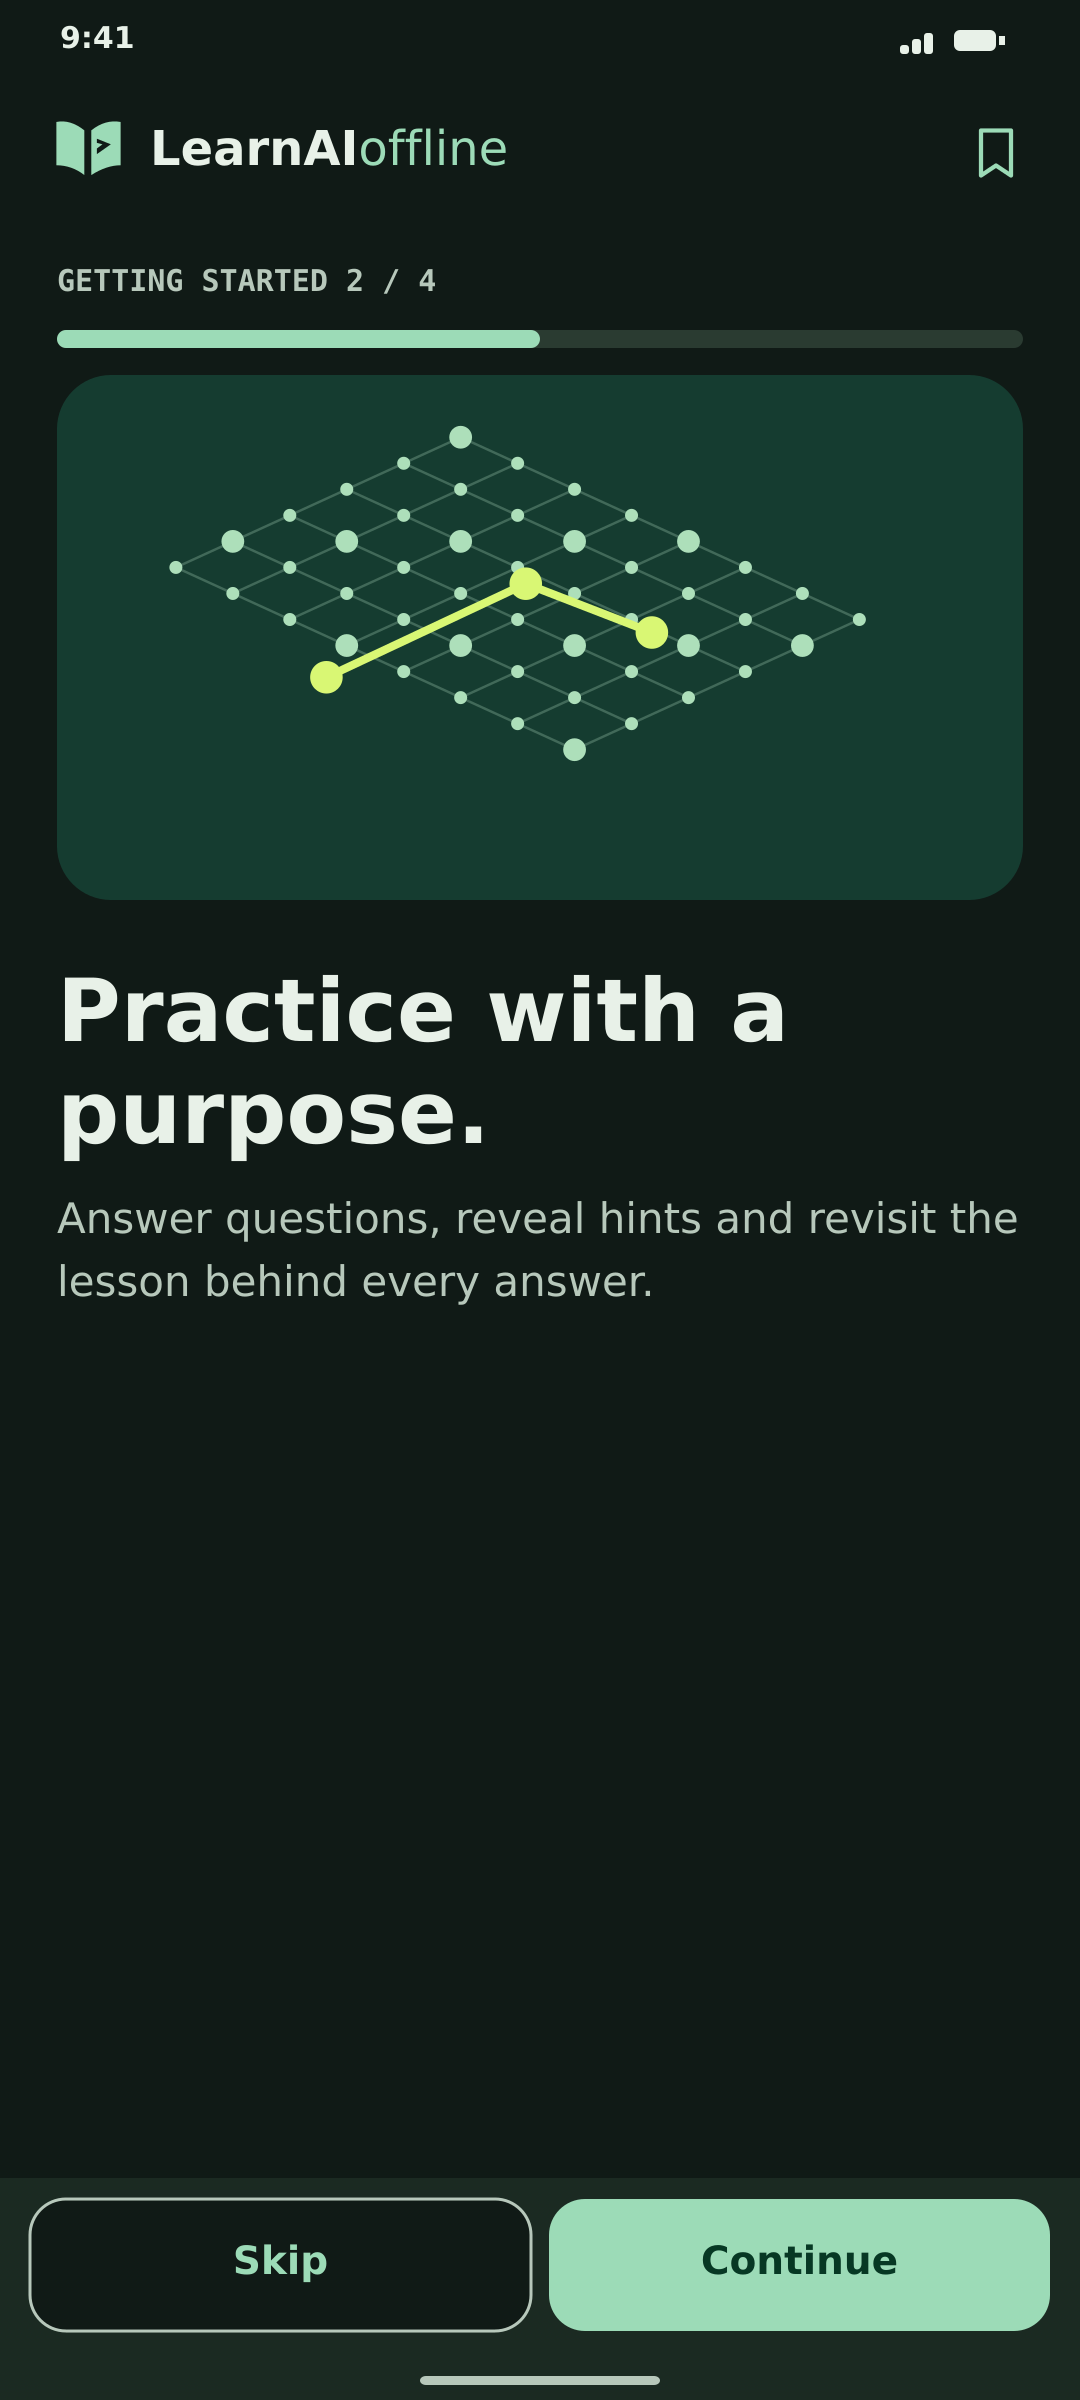 9:41
LearnAIoffline
GETTING STARTED 2 / 4
Practice with a
purpose.
Answer questions, reveal hints and revisit the
lesson behind every answer.
Skip
Continue